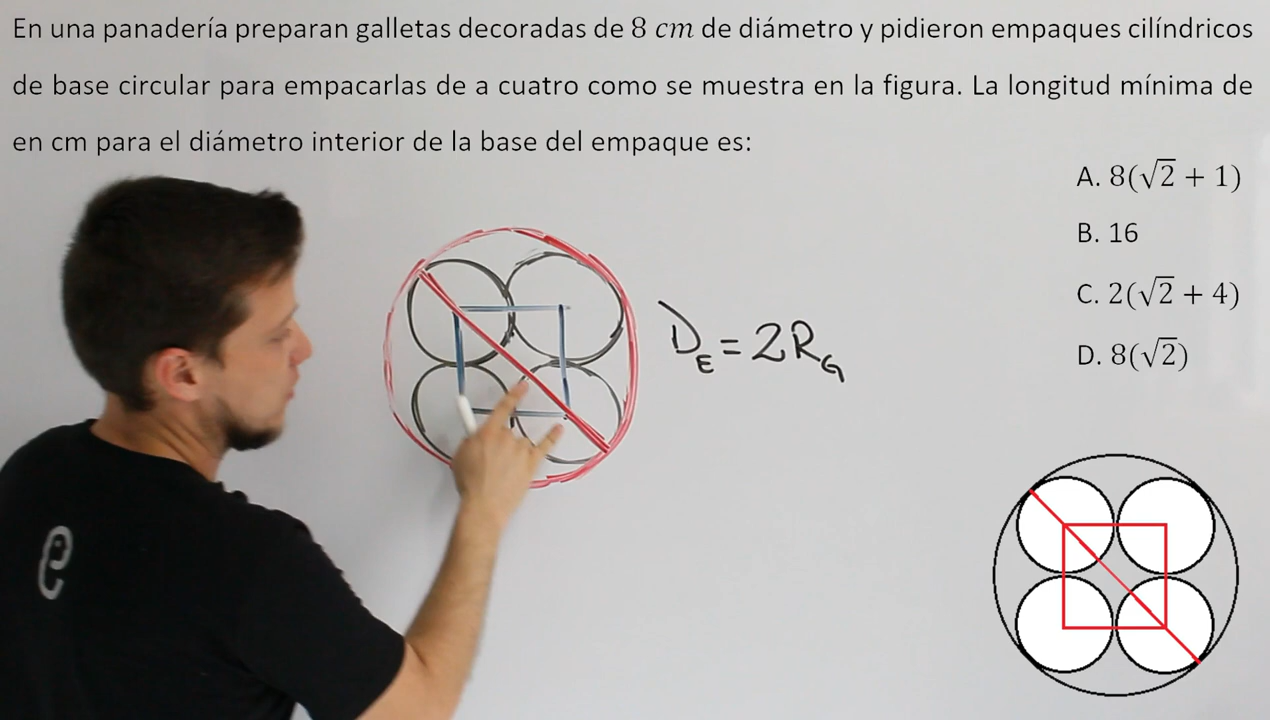 En una panadería preparan galletas decoradas de 8 cm de diámetro y pidieron empaques cilíndricos
de base circular para empacarlas de a cuatro como se muestra en la figura. La longitud mínima de
en cm para el diámetro interior de la base del empaque es:
A. 8(√2 + 1)
B. 16
C. 2(√2 + 4)
D. 8(√2)
D_E = 2R_G
e